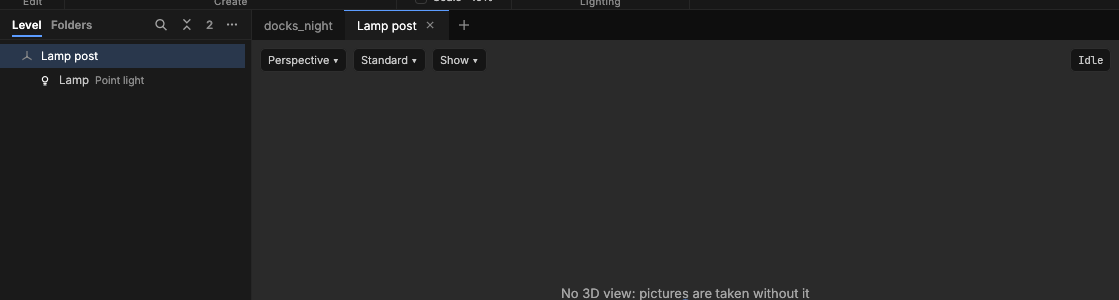 Edit Create Lighting
Level Folders 2 ···
docks_night Lamp post × +
Lamp post
Perspective ▾ Standard ▾ Show ▾ Idle
Lamp Point light
No 3D view: pictures are taken without it